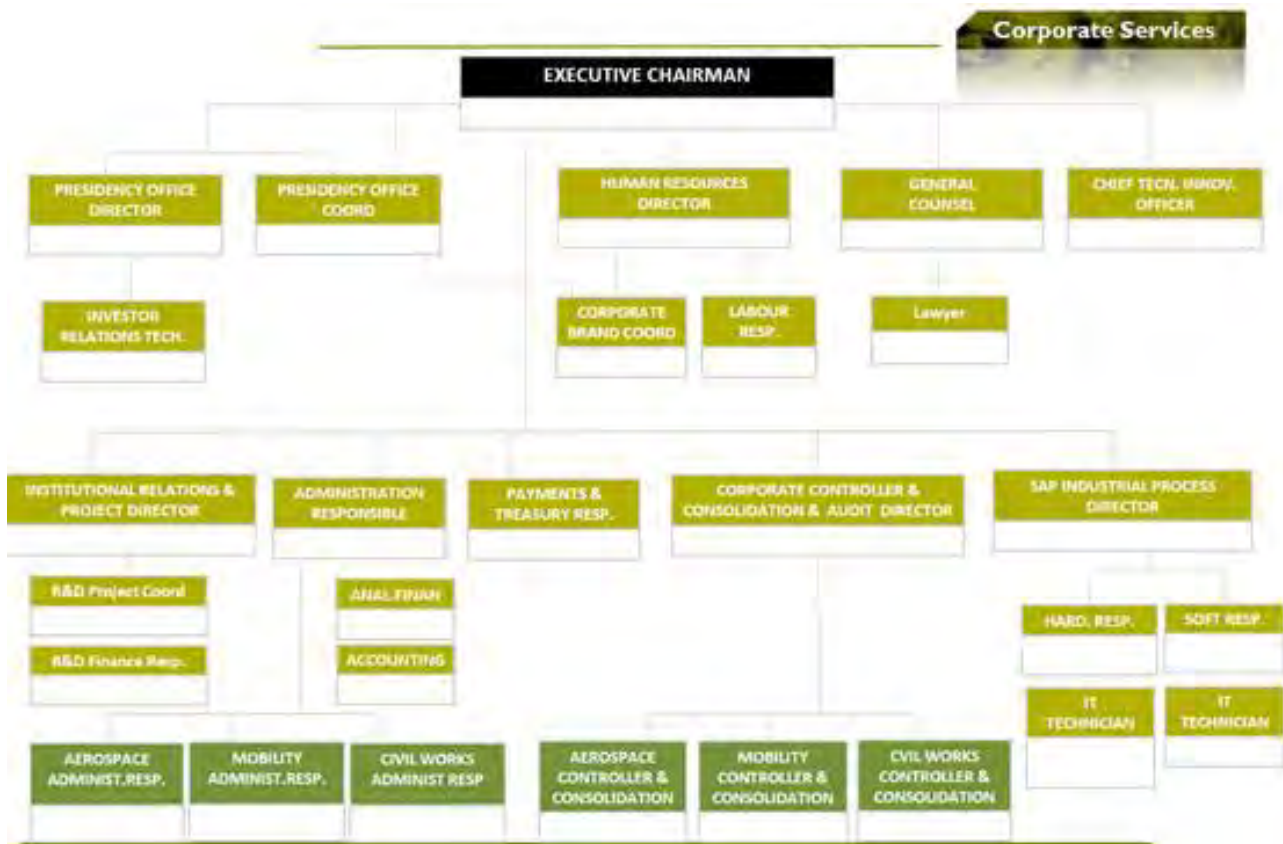 Corporate Services
EXECUTIVE CHAIRMAN
PRESIDENCY OFFICE
DIRECTOR
PRESIDENCY OFFICE
COORD
HUMAN RESOURCES
DIRECTOR
GENERAL
COUNSEL
CHIEF TECN. INNOV.
OFFICER
INVESTOR
RELATIONS TECH.
CORPORATE
BRAND COORD
LABOUR
RESP.
Lawyer
INSTITUTIONAL RELATIONS &
PROJECT DIRECTOR
ADMINISTRATION
RESPONSIBLE
PAYMENTS &
TREASURY RESP.
CORPORATE CONTROLLER &
CONSOLIDATION & AUDIT DIRECTOR
SAP INDUSTRIAL PROCESS
DIRECTOR
R&D Project Coord
ANAL.FINAN
HARD. RESP.
SOFT RESP.
R&D Finance Resp.
ACCOUNTING
IT
TECHNICIAN
IT
TECHNICIAN
AEROSPACE
ADMINIST.RESP.
MOBILITY
ADMINIST.RESP.
CIVIL WORKS
ADMINIST RESP
AEROSPACE
CONTROLLER &
CONSOLIDATION
MOBILITY
CONTROLLER &
CONSOLIDATION
CVIL WORKS
CONTROLLER &
CONSOLIDATION